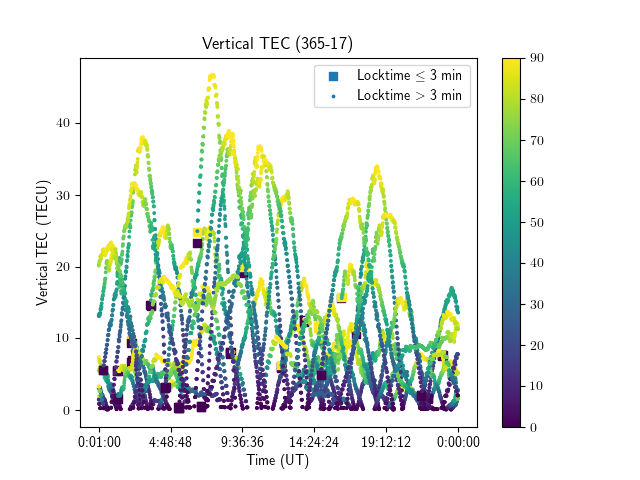 Vertical TEC (365-17)
Locktime ≤ 3 min
Locktime > 3 min
Vertical TEC (TECU)
40
30
20
10
0
0:01:00 4:48:48 9:36:36 14:24:24 19:12:12 0:00:00
Time (UT)
90
80
70
60
50
40
30
20
10
0